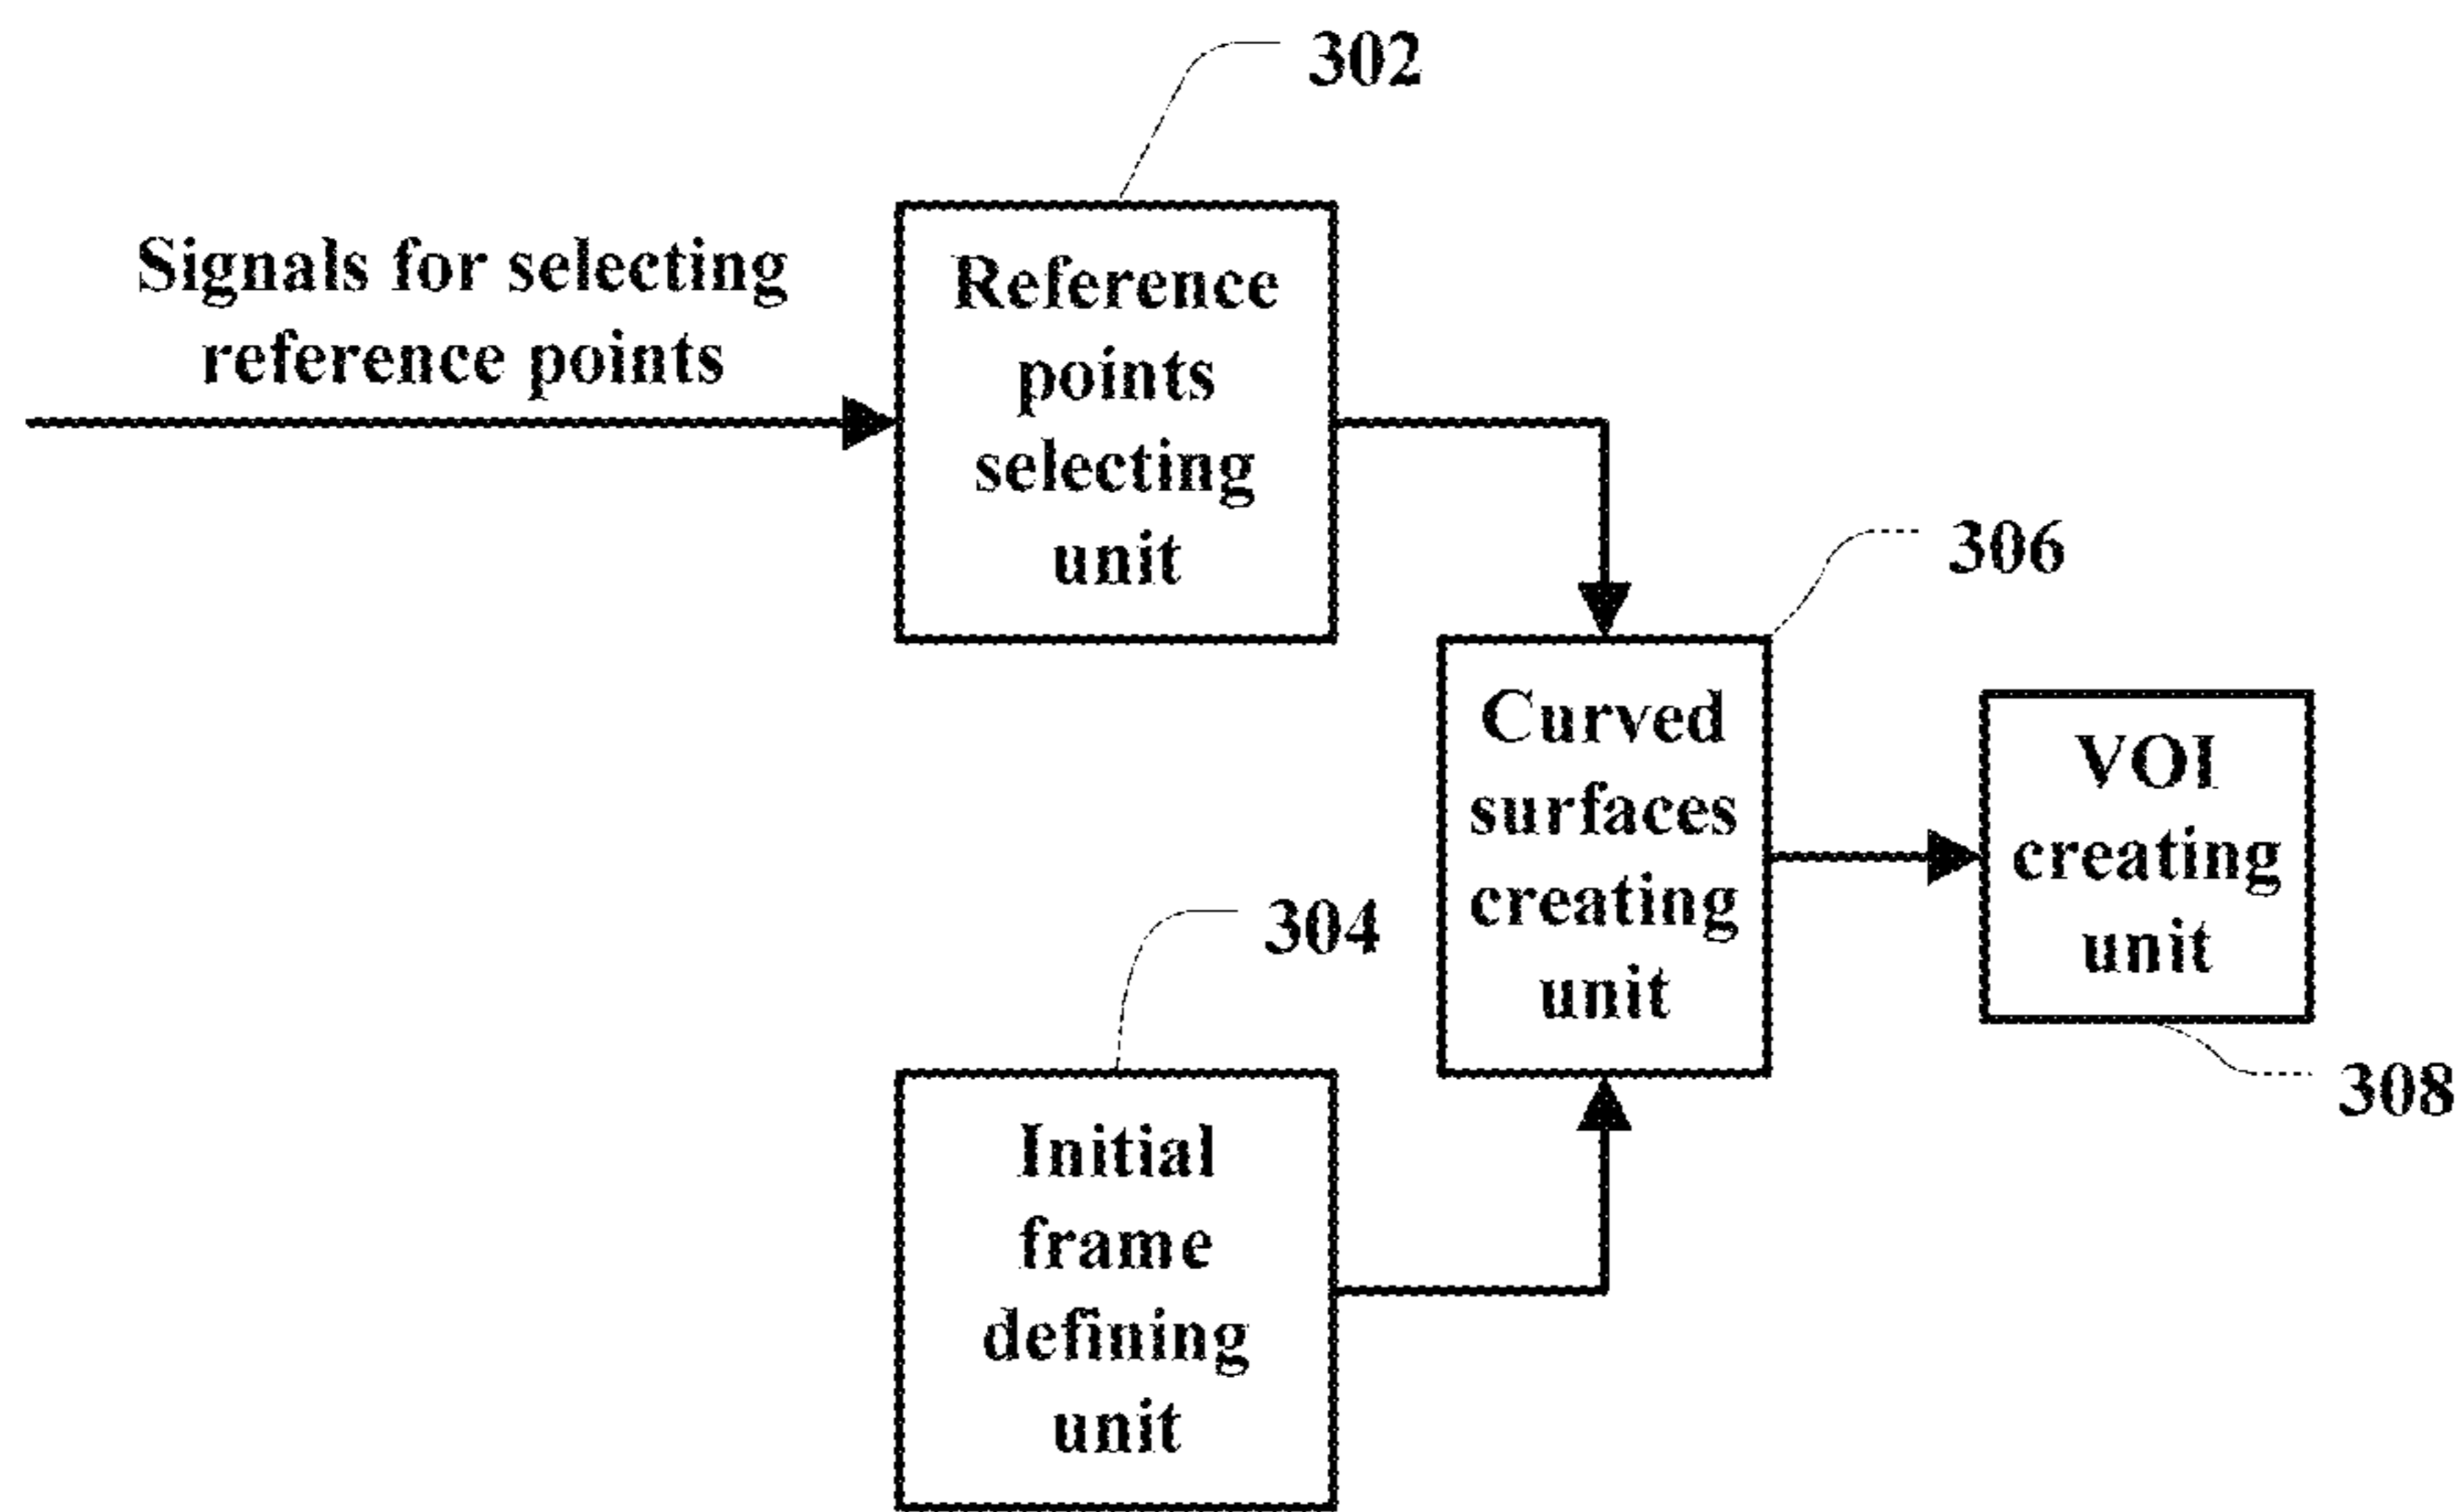 302
Signals for selecting
reference points
Reference
points
selecting
unit
306
Curved
surfaces
creating
unit
VOI
creating
unit
308
304
Initial
frame
defining
unit